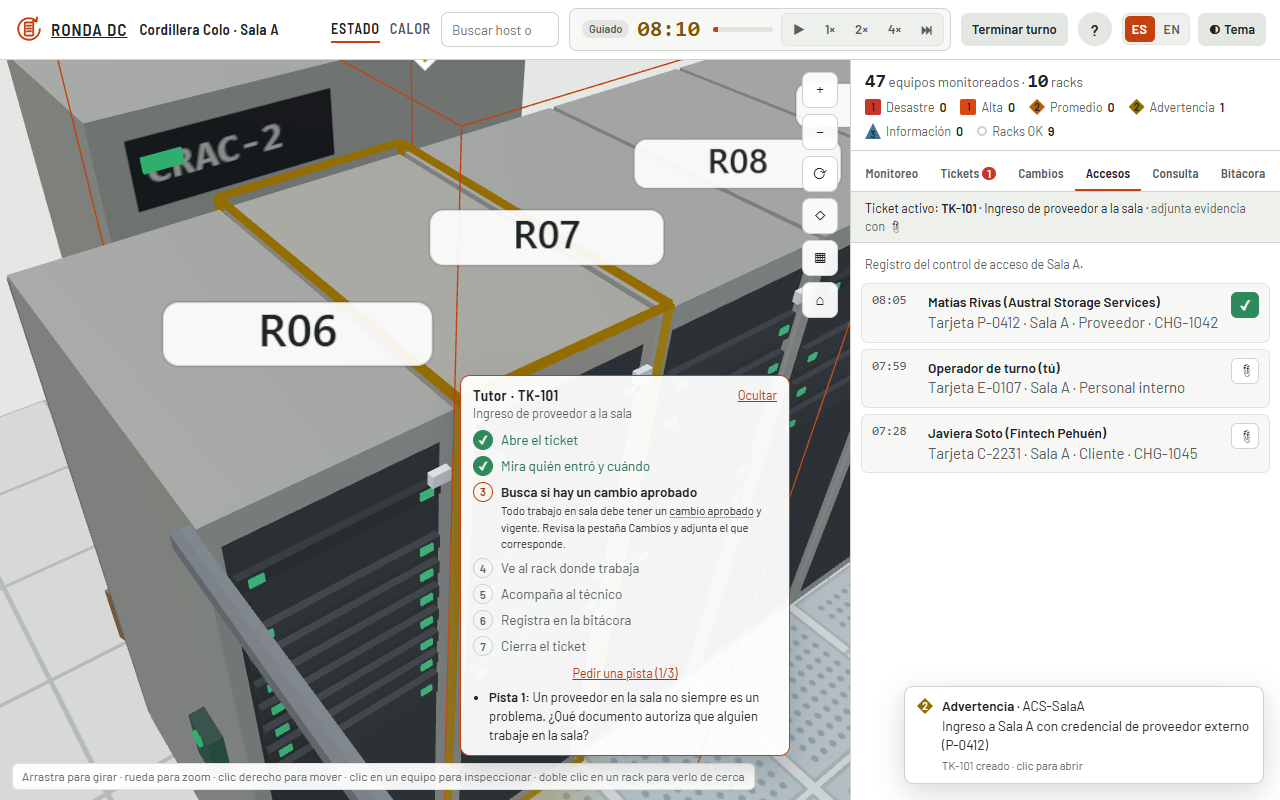 RONDA DC
Cordillera Colo · Sala A
ESTADO
CALOR
Buscar host o
Guiado
08:10
1×
2×
4×
Terminar turno
?
ES
EN
Tema
CRAC-2
R08
R07
R06
+
−
47 equipos monitoreados · 10 racks
1 Desastre 0
1 Alta 0
2 Promedio 0
2 Advertencia 1
3 Información 0
Racks OK 9
Monitoreo
Tickets 1
Cambios
Accesos
Consulta
Bitácora
Ticket activo: TK-101 · Ingreso de proveedor a la sala · adjunta evidencia
con
Registro del control de acceso de Sala A.
08:05
Matías Rivas (Austral Storage Services)
Tarjeta P-0412 · Sala A · Proveedor · CHG-1042
07:59
Operador de turno (tú)
Tarjeta E-0107 · Sala A · Personal interno
07:28
Javiera Soto (Fintech Pehuén)
Tarjeta C-2231 · Sala A · Cliente · CHG-1045
Tutor · TK-101
Ocultar
Ingreso de proveedor a la sala
Abre el ticket
Mira quién entró y cuándo
3 Busca si hay un cambio aprobado
Todo trabajo en sala debe tener un cambio aprobado y
vigente. Revisa la pestaña Cambios y adjunta el que
corresponde.
4 Ve al rack donde trabaja
5 Acompaña al técnico
6 Registra en la bitácora
7 Cierra el ticket
Pedir una pista (1/3)
• Pista 1: Un proveedor en la sala no siempre es un
problema. ¿Qué documento autoriza que alguien
trabaje en la sala?
2 Advertencia · ACS-SalaA
Ingreso a Sala A con credencial de proveedor externo
(P-0412)
TK-101 creado · clic para abrir
Arrastra para girar · rueda para zoom · clic derecho para mover · clic en un equipo para inspeccionar · doble clic en un rack para verlo de cerca